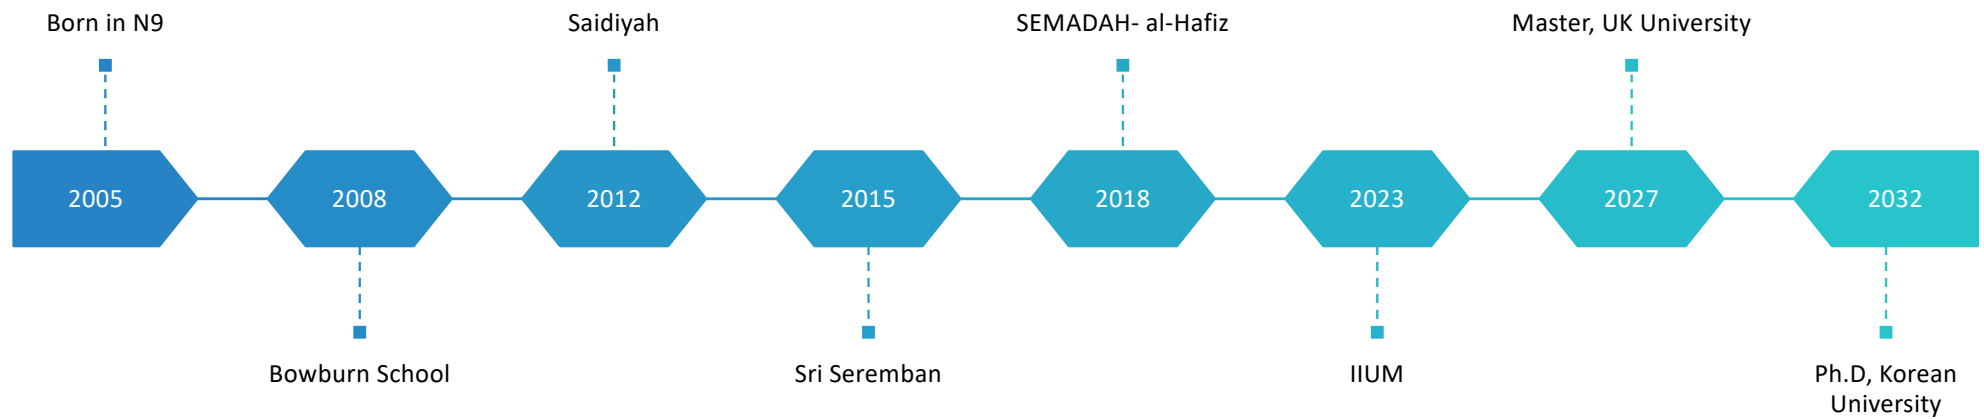 Born in N9
Saidiyah
SEMADAH- al-Hafiz
Master, UK University
2005
2008
2012
2015
2018
2023
2027
2032
Bowburn School
Sri Seremban
IIUM
Ph.D, Korean
University